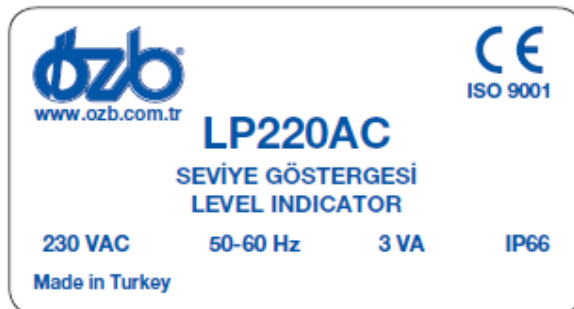 özb
www.ozb.com.tr
CE
ISO 9001
LP220AC
SEVİYE GÖSTERGESİ
LEVEL INDICATOR
230 VAC 50-60 Hz 3 VA IP66
Made in Turkey